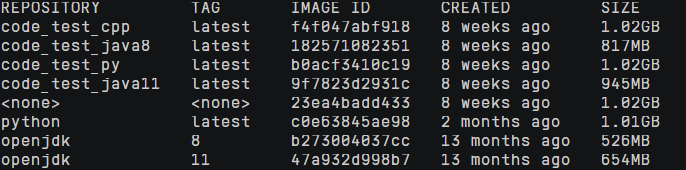 REPOSITORY TAG IMAGE ID CREATED SIZE
code_test_cpp latest f4f047abf918 8 weeks ago 1.02GB
code_test_java8 latest 182571082351 8 weeks ago 817MB
code_test_py latest b0acf3410c19 8 weeks ago 1.02GB
code_test_java11 latest 9f7823d2931c 8 weeks ago 945MB
<none> <none> 23ea4badd433 8 weeks ago 1.02GB
python latest c0e63845ae98 2 months ago 1.01GB
openjdk 8 b273004037cc 13 months ago 526MB
openjdk 11 47a932d998b7 13 months ago 654MB